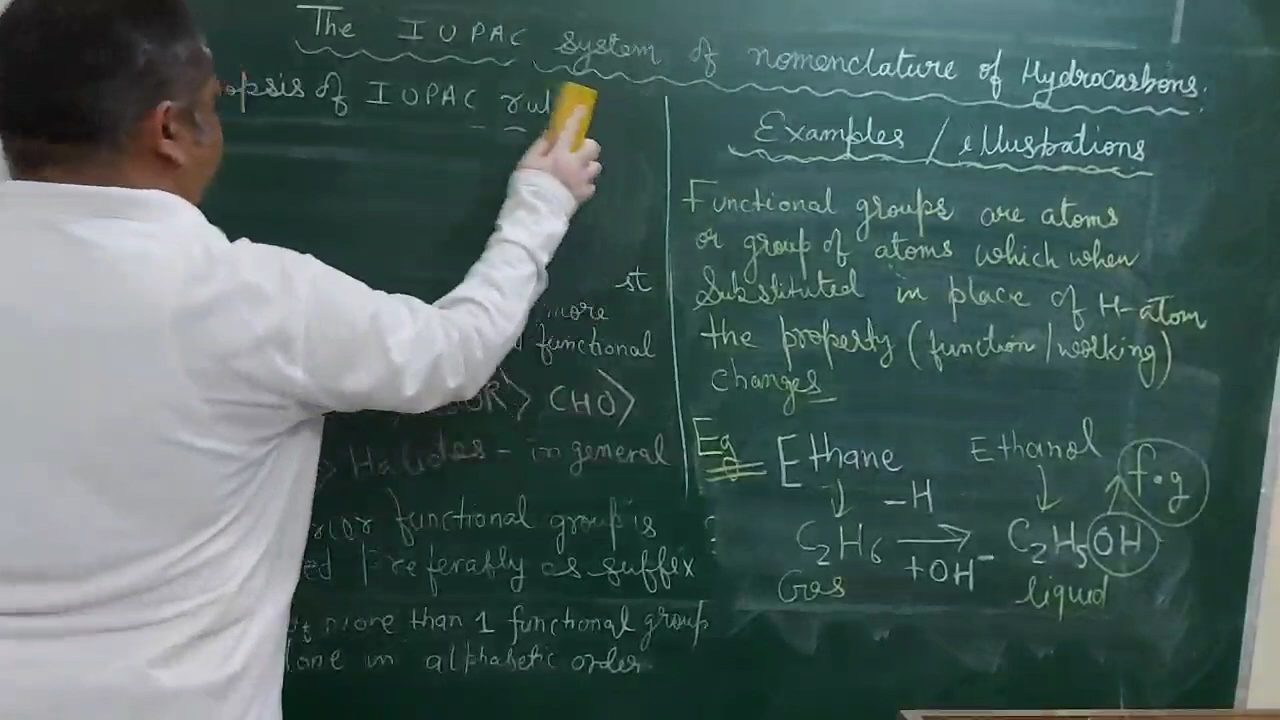 The IUPAC system of nomenclature of Hydrocarbons.
opsis of IUPAC rul
st
more
functional
CHO>
> Halides - in general
ior functional group is
ed Preferably as suffix
more than 1 functional group
one in alphabetic order
Examples / illustrations
Functional groups are atoms
or group of atoms which when
Substituted in place of H-atom
the property (function/working)
changes
Eg Ethane Ethanol f.g
↓ -H ↓
C2H6 → C2H5OH
+OH⁻
Gas liquid